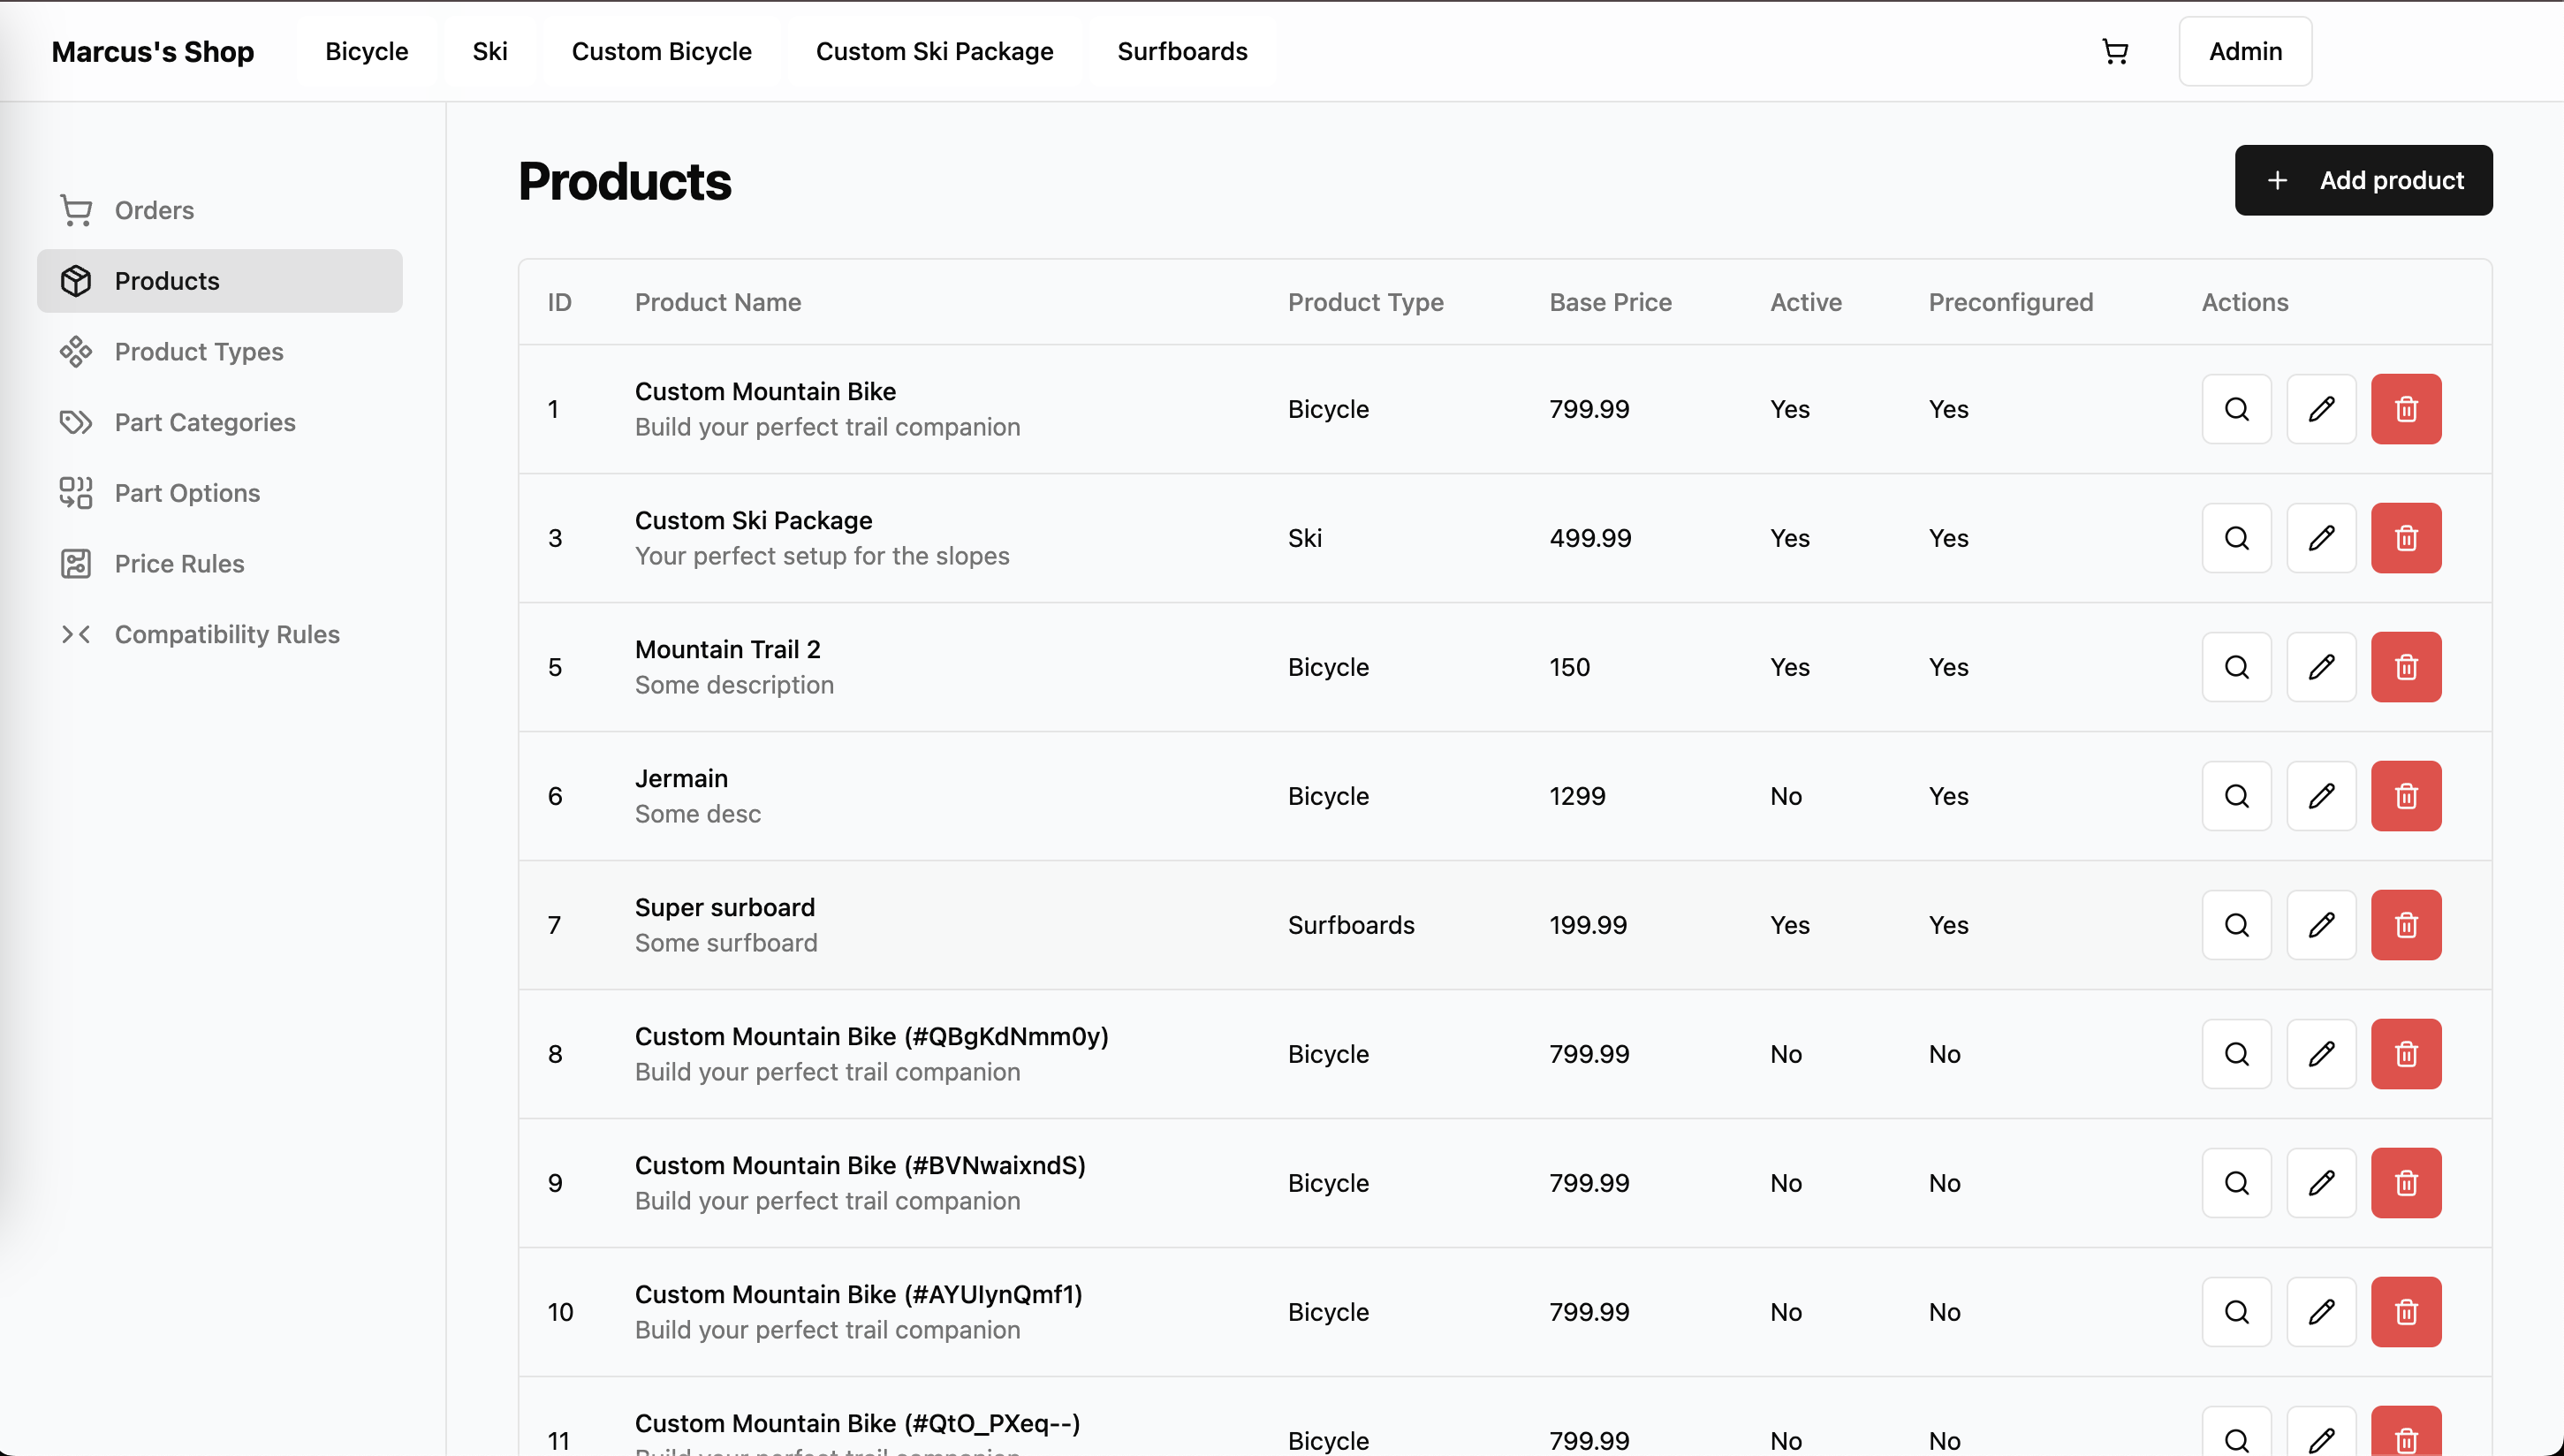 Marcus's Shop Bicycle Ski Custom Bicycle Custom Ski Package Surfboards Admin
Orders
Products
Product Types
Part Categories
Part Options
Price Rules
Compatibility Rules
Products
Add product
ID Product Name Product Type Base Price Active Preconfigured Actions
1 Custom Mountain Bike Bicycle 799.99 Yes Yes
Build your perfect trail companion
3 Custom Ski Package Ski 499.99 Yes Yes
Your perfect setup for the slopes
5 Mountain Trail 2 Bicycle 150 Yes Yes
Some description
6 Jermain Bicycle 1299 No Yes
Some desc
7 Super surboard Surfboards 199.99 Yes Yes
Some surfboard
8 Custom Mountain Bike (#QBgKdNmm0y) Bicycle 799.99 No No
Build your perfect trail companion
9 Custom Mountain Bike (#BVNwaixndS) Bicycle 799.99 No No
Build your perfect trail companion
10 Custom Mountain Bike (#AYUlynQmf1) Bicycle 799.99 No No
Build your perfect trail companion
11 Custom Mountain Bike (#QtO_PXeq--) Bicycle 799.99 No No